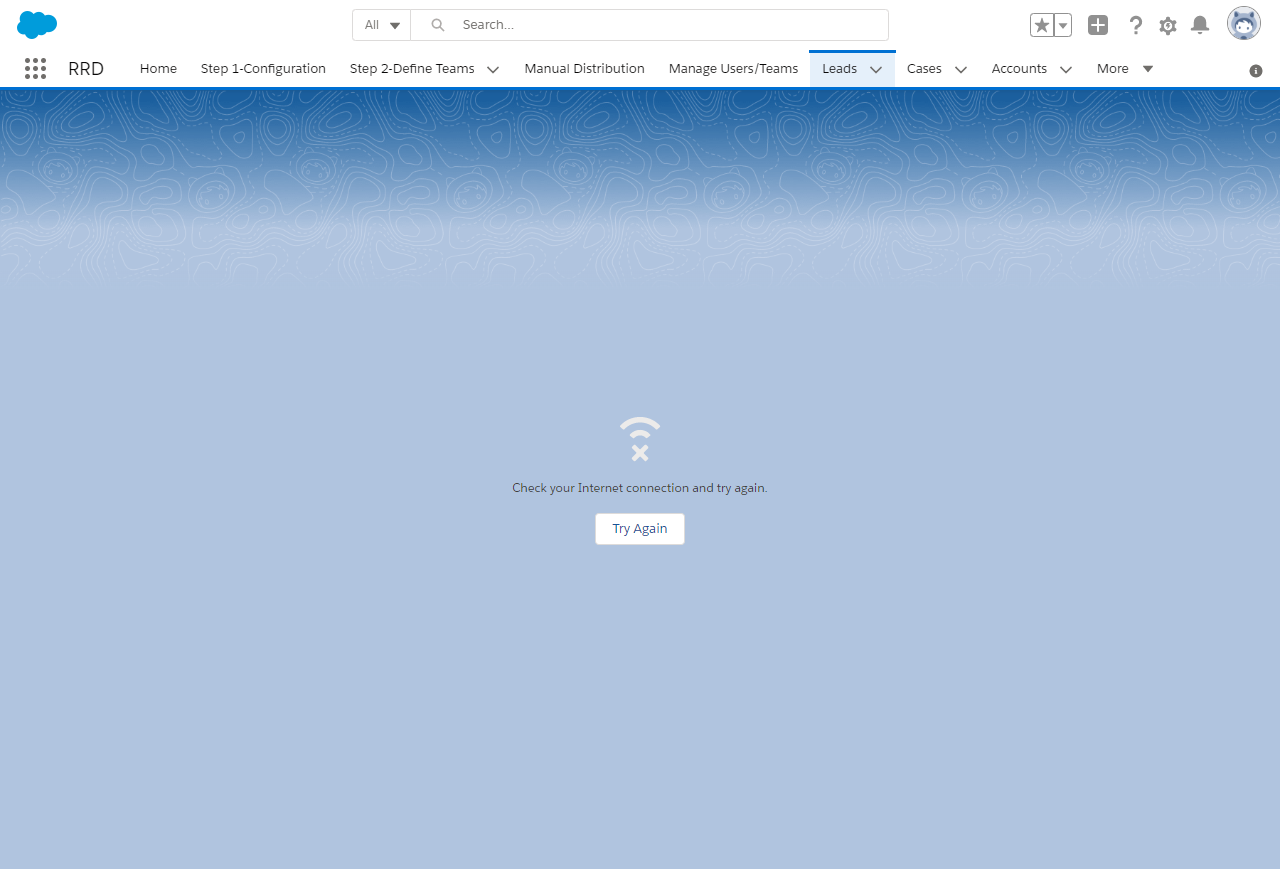 All
Search...
RRD
Home
Step 1-Configuration
Step 2-Define Teams
Manual Distribution
Manage Users/Teams
Leads
Cases
Accounts
More
Check your Internet connection and try again.
Try Again